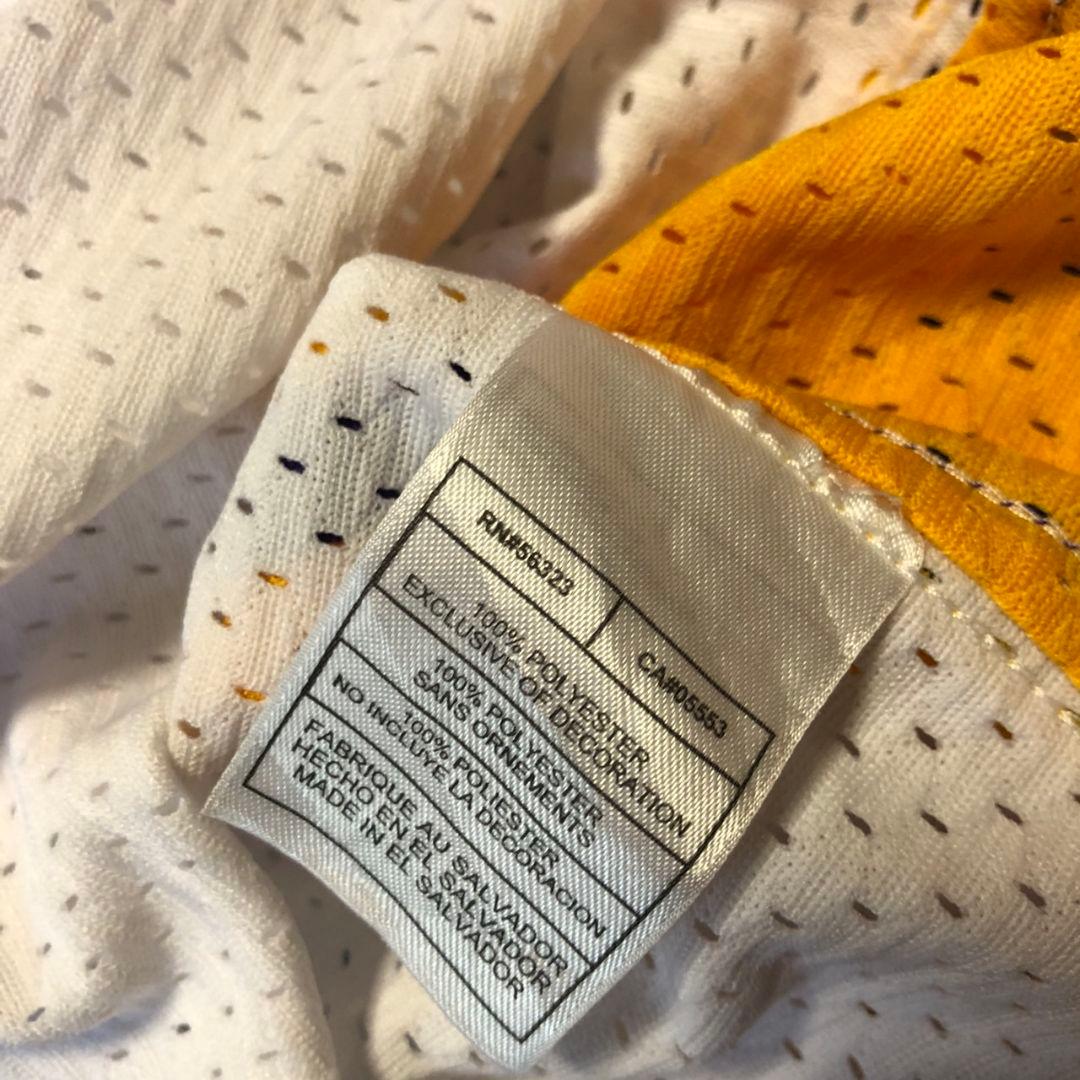 RN#56323
CA#05553
100% POLYESTER
EXCLUSIVE OF DECORATION
100% POLYESTER
SANS ORNEMENTS
100% POLIESTER
NO INCLUYE LA DECORACION
FABRIQUE AU SALVADOR
HECHO EN EL SALVADOR
MADE IN EL SALVADOR